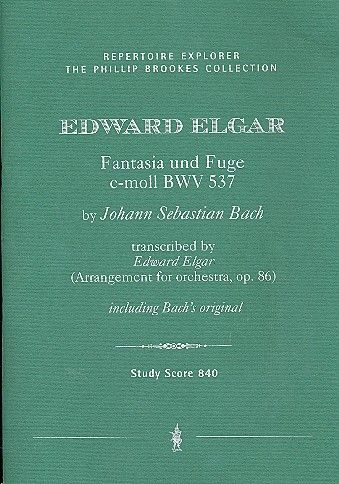 REPERTOIRE EXPLORER
THE PHILLIP BROOKES COLLECTION
EDWARD ELGAR
Fantasia und Fuge
c-moll BWV 537
by Johann Sebastian Bach
transcribed by
Edward Elgar
(Arrangement for orchestra, op. 86)
including Bach's original
Study Score 840